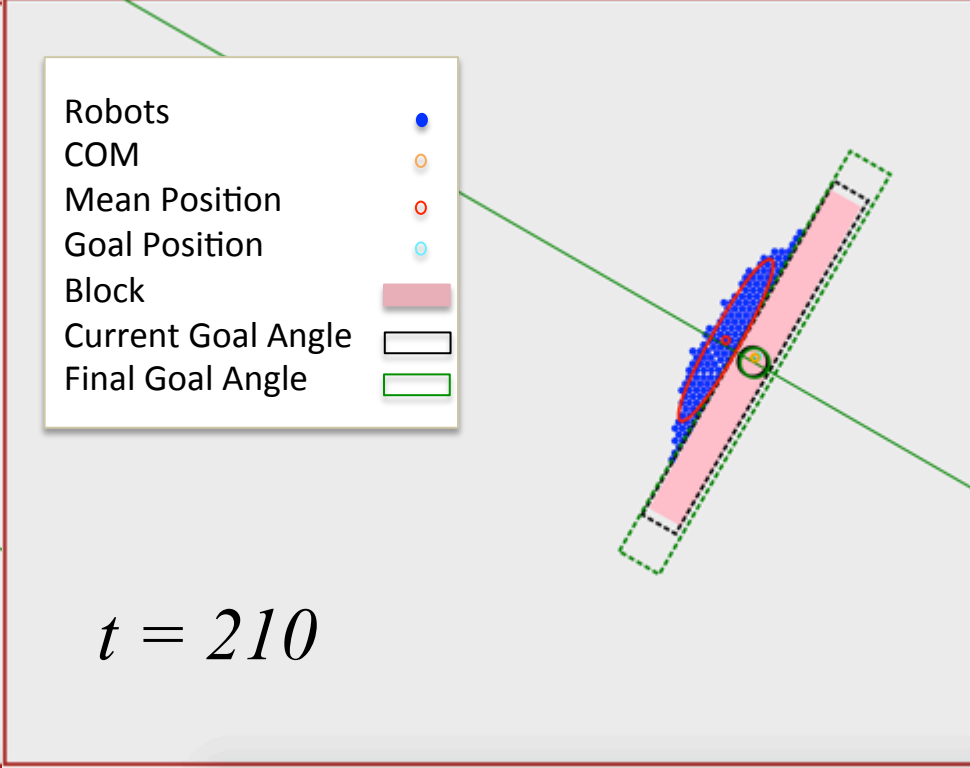 Robots
COM
Mean Position
Goal Position
Block
Current Goal Angle
Final Goal Angle
t = 210